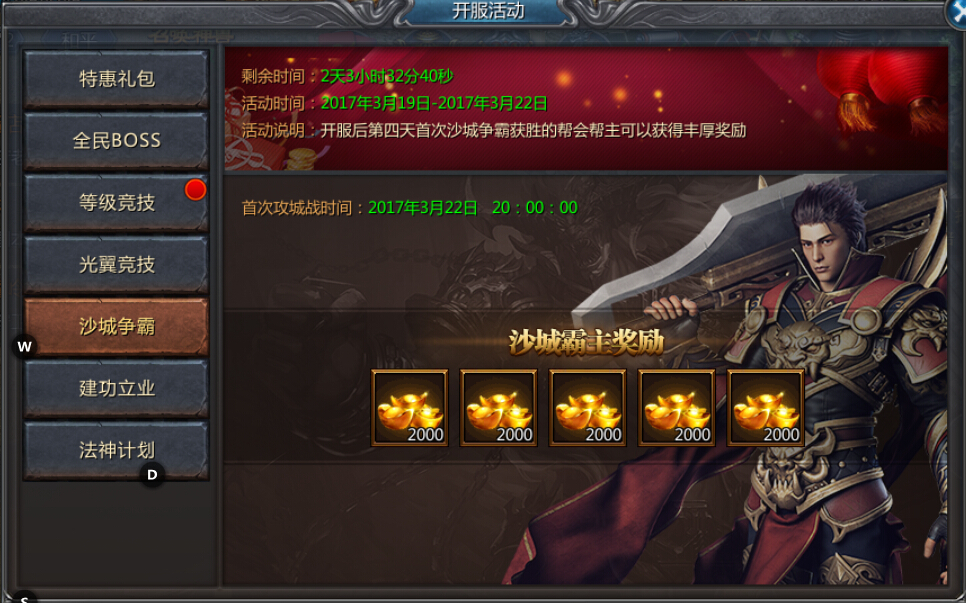 开服活动
特惠礼包
全民BOSS
等级竞技
光翼竞技
沙城争霸
建功立业
法神计划
W
D
S
剩余时间：2天3小时32分40秒
活动时间：2017年3月19日-2017年3月22日
活动说明：开服后第四天首次沙城争霸获胜的帮会帮主可以获得丰厚奖励
首次攻城战时间：2017年3月22日 20：00：00
沙城霸主奖励
2000 2000 2000 2000 2000